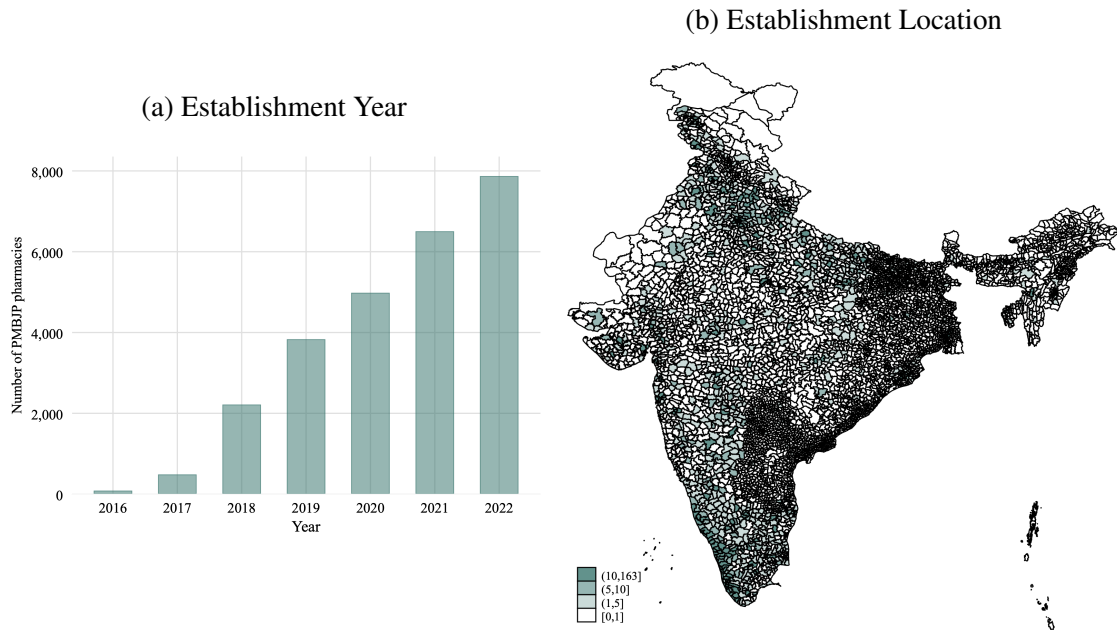 (a) Establishment Year
Number of PMBJP pharmacies
8,000
6,000
4,000
2,000
0
2016 2017 2018 2019 2020 2021 2022
Year
(b) Establishment Location
(10,163]
(5,10]
(1,5]
[0,1]